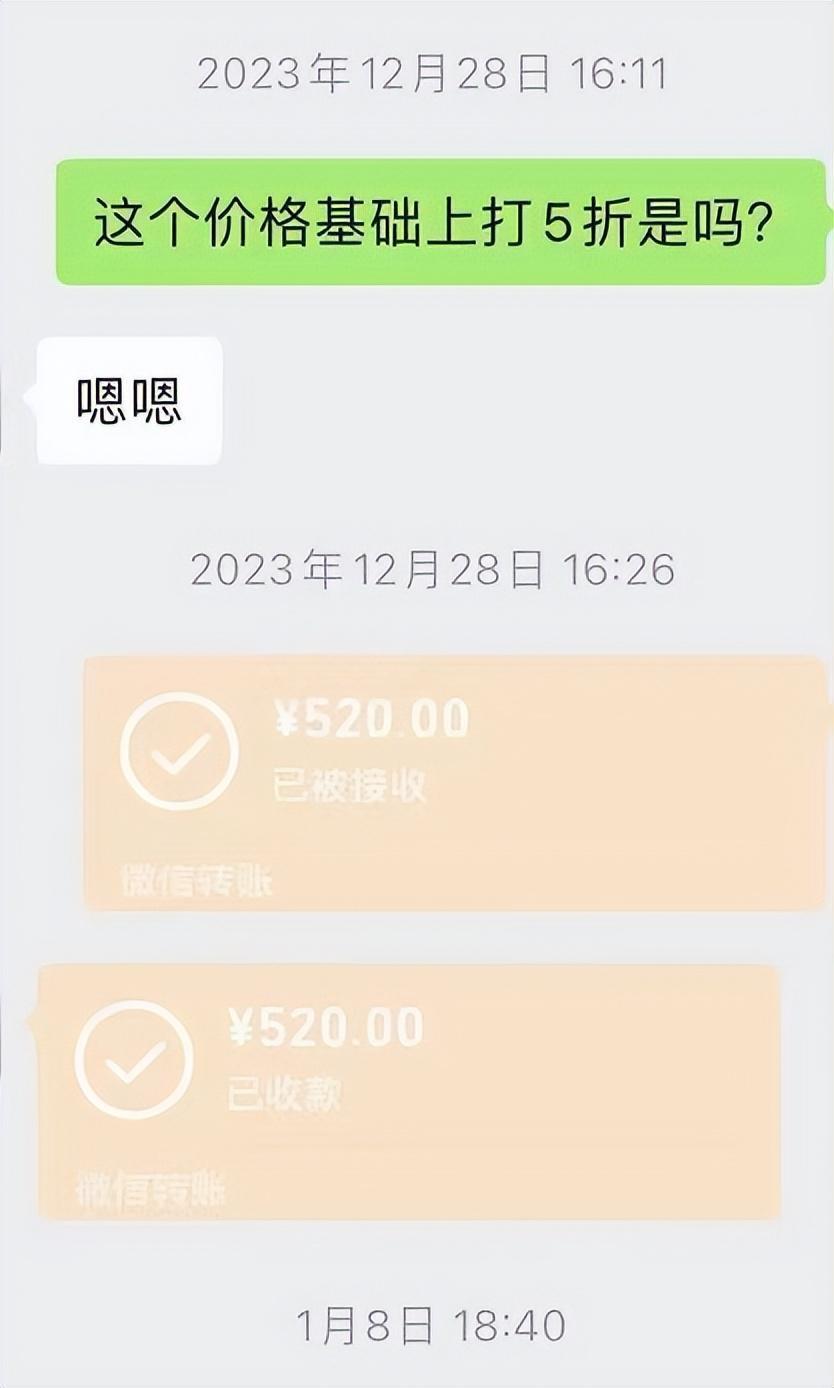 2023年12月28日 16:11
这个价格基础上打5折是吗?
嗯嗯
2023年12月28日 16:26
¥520.00
已被接收
微信转账
¥520.00
已收款
微信转账
1月8日 18:40